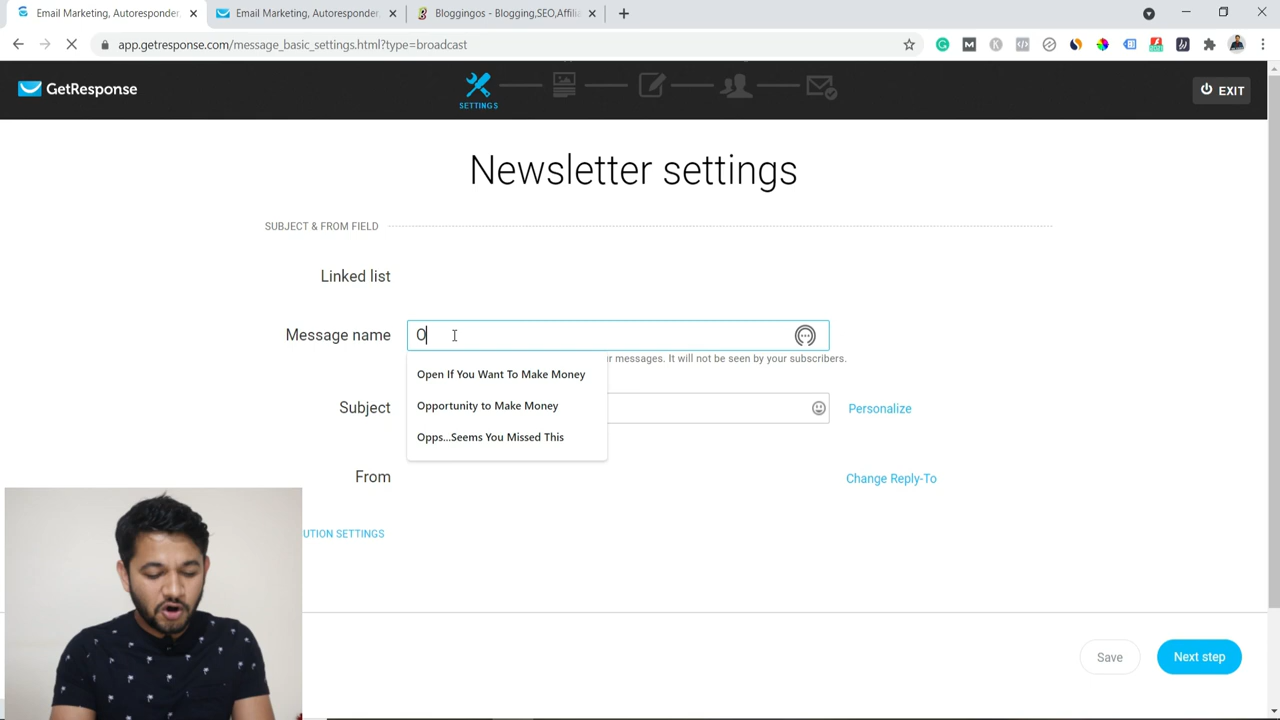 Email Marketing, Autoresponder,
Email Marketing, Autoresponder
Bloggingos - Blogging,SEO,Affilia
app.getresponse.com/message_basic_settings.html?type=broadcast
GetResponse
SETTINGS
EXIT
Newsletter settings
SUBJECT & FROM FIELD
Linked list
Message name
O
r messages. It will not be seen by your subscribers.
Open If You Want To Make Money
Opportunity to Make Money
Opps...Seems You Missed This
Subject
Personalize
From
Change Reply-To
UTION SETTINGS
Save
Next step